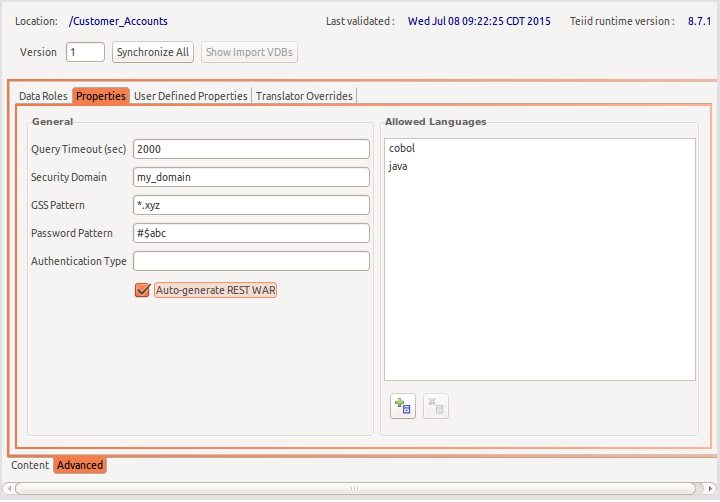 Location: /Customer_Accounts Last validated : Wed Jul 08 09:22:25 CDT 2015 Teiid runtime version : 8.7.1
Version 1 Synchronize All Show Import VDBs
Data Roles Properties User Defined Properties Translator Overrides
General Allowed Languages
Query Timeout (sec) 2000 cobol
java
Security Domain my_domain
GSS Pattern *.xyz
Password Pattern #$abc
Authentication Type
Auto-generate REST WAR
Content Advanced